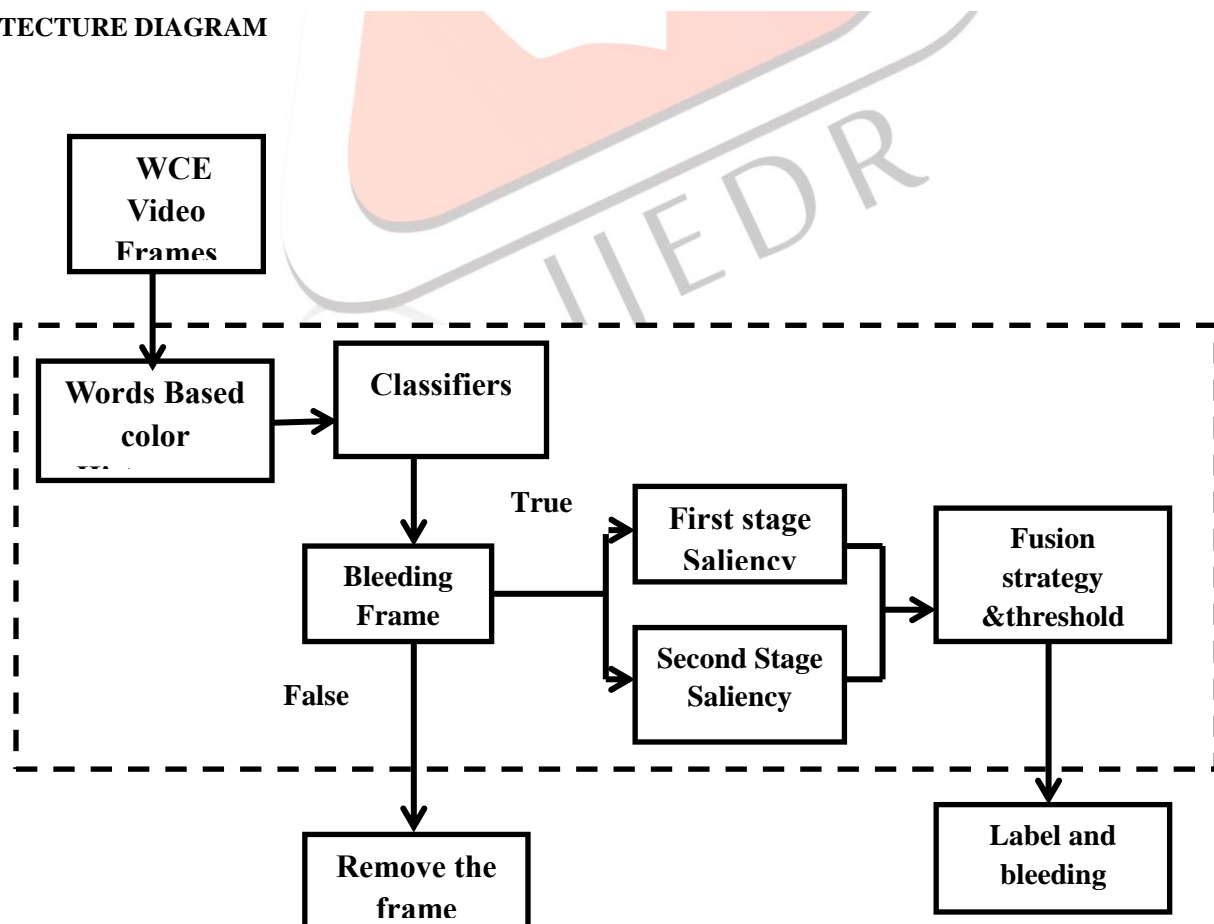 TECTURE DIAGRAM
IJEDR
WCE
Video
Frames
Words Based
color
Classifiers
True
First stage
Saliency
Fusion
strategy
&threshold
Bleeding
Frame
Second Stage
Saliency
False
Remove the
frame
Label and
bleeding